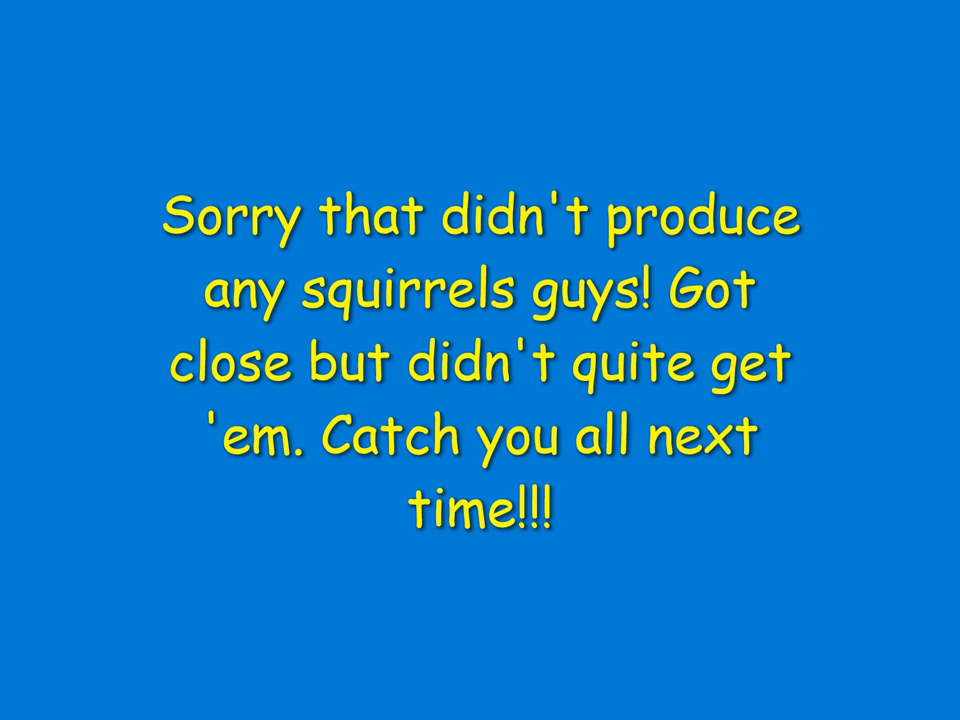 Sorry that didn't produce
any squirrels guys! Got
close but didn't quite get
'em. Catch you all next
time!!!